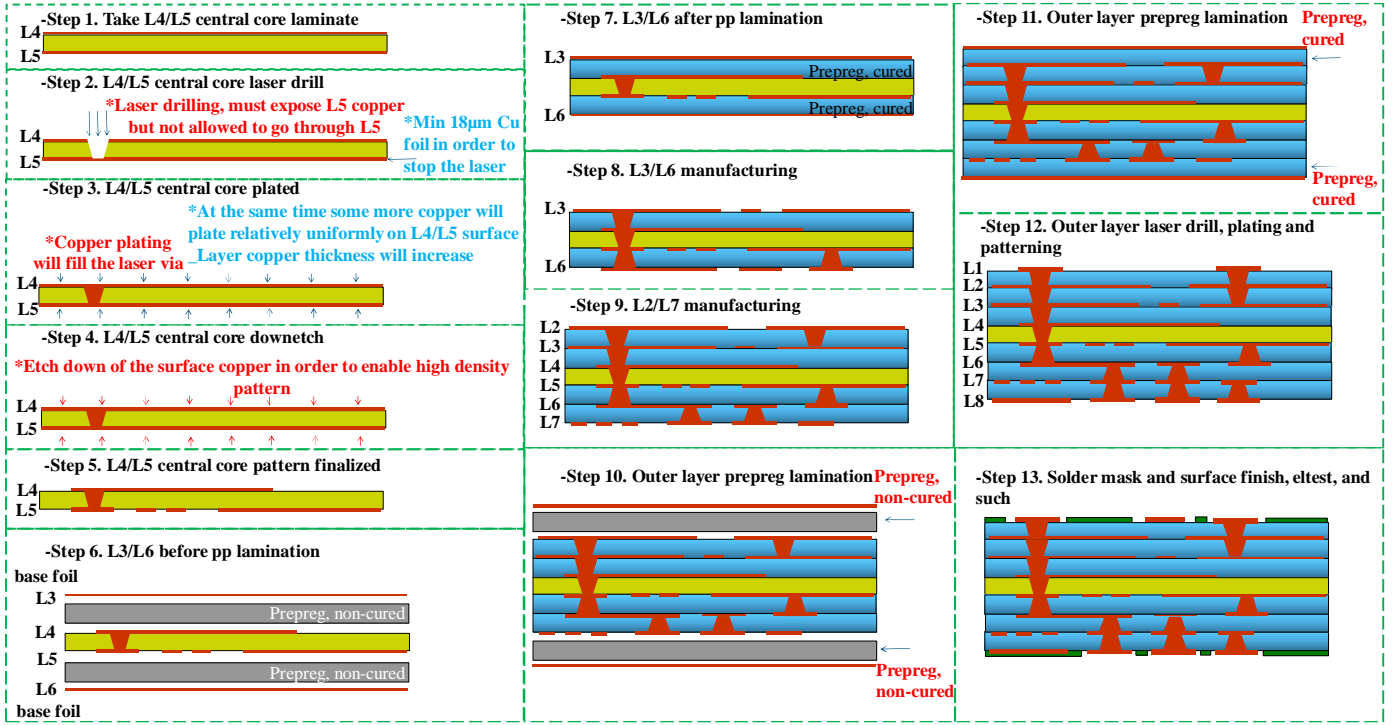 -Step 1. Take L4/L5 central core laminate
L4
L5
-Step 2. L4/L5 central core laser drill
*Laser drilling, must expose L5 copper
but not allowed to go through L5
*Min 18µm Cu
foil in order to
stop the laser
L4
L5
-Step 3. L4/L5 central core plated
*At the same time some more copper will
plate relatively uniformly on L4/L5 surface
_Layer copper thickness will increase
*Copper plating
will fill the laser via
L4
L5
-Step 4. L4/L5 central core downetch
*Etch down of the surface copper in order to enable high density
pattern
L4
L5
-Step 5. L4/L5 central core pattern finalized
L4
L5
-Step 6. L3/L6 before pp lamination
base foil
L3
Prepreg, non-cured
L4
L5
Prepreg, non-cured
L6
base foil
-Step 7. L3/L6 after pp lamination
L3
Prepreg, cured
Prepreg, cured
L6
-Step 8. L3/L6 manufacturing
L3
L6
-Step 9. L2/L7 manufacturing
L2
L3
L4
L5
L6
L7
-Step 10. Outer layer prepreg lamination
Prepreg,
non-cured
Prepreg,
non-cured
-Step 11. Outer layer prepreg lamination
Prepreg,
cured
Prepreg,
cured
-Step 12. Outer layer laser drill, plating and
patterning
L1
L2
L3
L4
L5
L6
L7
L8
-Step 13. Solder mask and surface finish, eltest, and
such